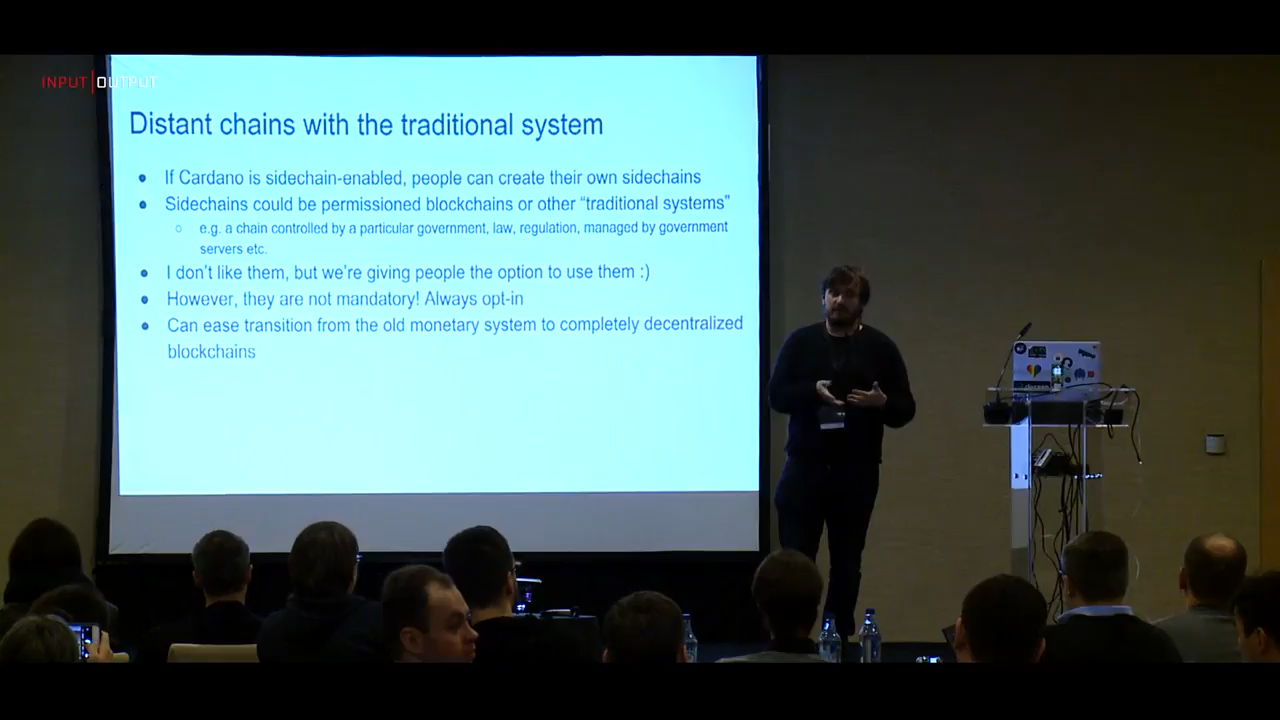 INPUT|OUTPUT
Distant chains with the traditional system
● If Cardano is sidechain-enabled, people can create their own sidechains
● Sidechains could be permissioned blockchains or other “traditional systems”
○ e.g. a chain controlled by a particular government, law, regulation, managed by government
servers etc.
● I don’t like them, but we’re giving people the option to use them :)
● However, they are not mandatory! Always opt-in
● Can ease transition from the old monetary system to completely decentralized
blockchains